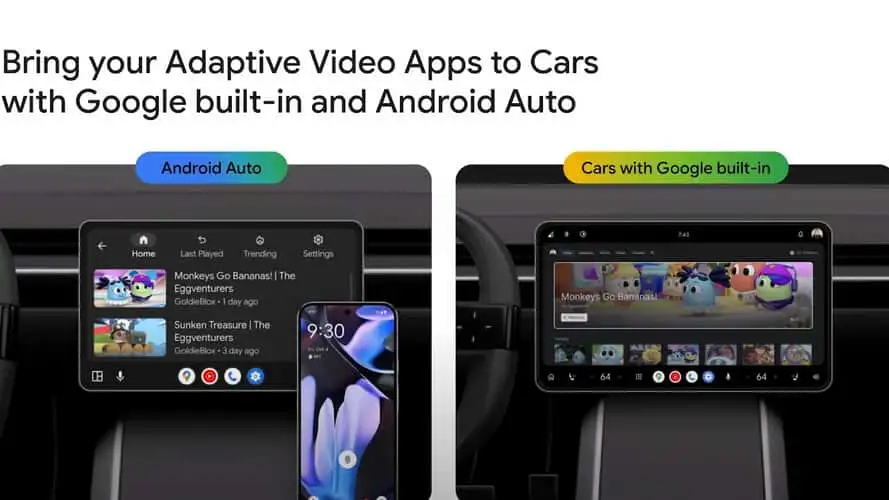 Bring your Adaptive Video Apps to Cars
with Google built-in and Android Auto
Android Auto
Home
Last Played
Trending
Settings
Monkeys Go Bananas! | The
Eggventurers
GoldieBlox • 1 day ago
Sunken Treasure | The
Eggventurers
GoldieBlox • 3 day ago
9:30
Cars with Google built-in
7:43
Monkeys Go Bananas!
64
64